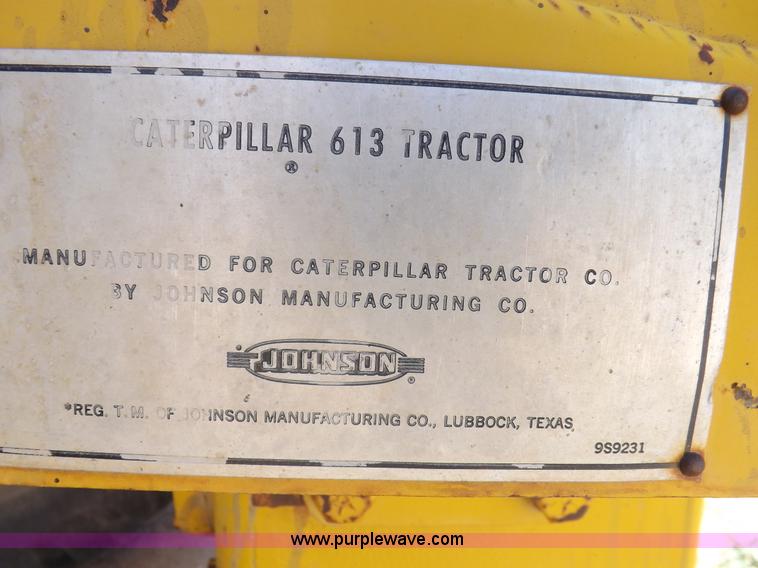 CATERPILLAR 613 TRACTOR
®
MANUFACTURED FOR CATERPILLAR TRACTOR CO.
BY JOHNSON MANUFACTURING CO.
JOHNSON ®
*REG. T.M. OF JOHNSON MANUFACTURING CO., LUBBOCK, TEXAS
9S9231
www.purplewave.com